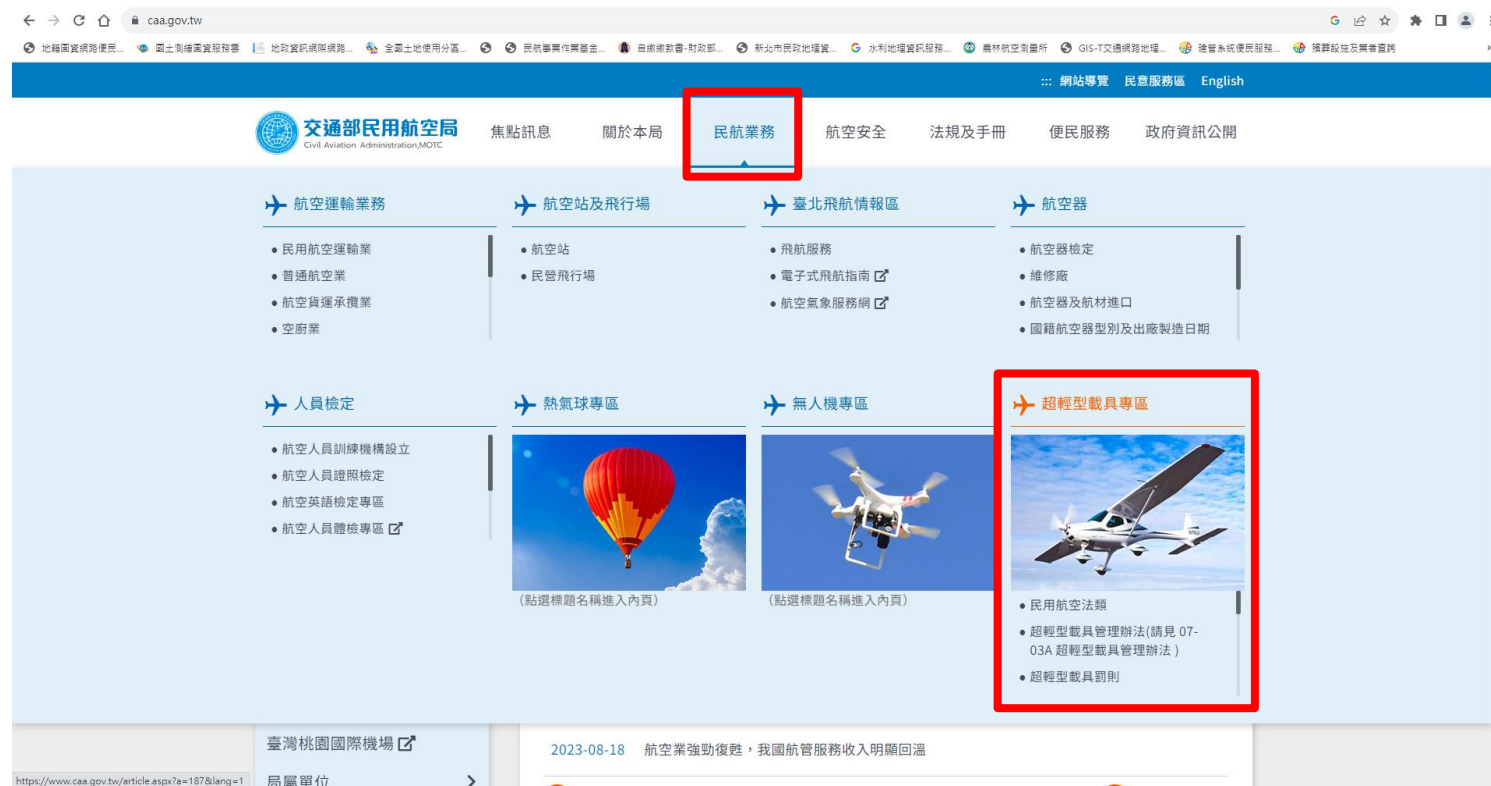 caa.gov.tw
地籍圖資網路便民...
國土測繪圖資服務雲
地政資訊網際網路...
全國土地使用分區...
民航事業作業基金...
自繳繳款書-財政部...
新北市民政地理資...
水利地理資訊服務...
農林航空測量所
GIS-T交通網路地理...
建管系統便民服務...
殯葬設施及業者查詢
::: 網站導覽 民意服務區 English
交通部民用航空局
Civil Aviation Administration,MOTC
焦點訊息 關於本局 民航業務 航空安全 法規及手冊 便民服務 政府資訊公開
航空運輸業務
• 民用航空運輸業
• 普通航空業
• 航空貨運承攬業
• 空廚業
航空站及飛行場
• 航空站
• 民營飛行場
臺北飛航情報區
• 飛航服務
• 電子式飛航指南
• 航空氣象服務網
航空器
• 航空器檢定
• 維修廠
• 航空器及航材進口
• 國籍航空器型別及出廠製造日期
人員檢定
• 航空人員訓練機構設立
• 航空人員證照檢定
• 航空英語檢定專區
• 航空人員體檢專區
熱氣球專區
(點選標題名稱進入內頁)
無人機專區
(點選標題名稱進入內頁)
超輕型載具專區
• 民用航空法類
• 超輕型載具管理辦法(請見 07-
03A 超輕型載具管理辦法 )
• 超輕型載具罰則
臺灣桃園國際機場
局屬單位
2023-08-18 航空業強勁復甦，我國航管服務收入明顯回溫
https://www.caa.gov.tw/article.aspx?a=187&lang=1